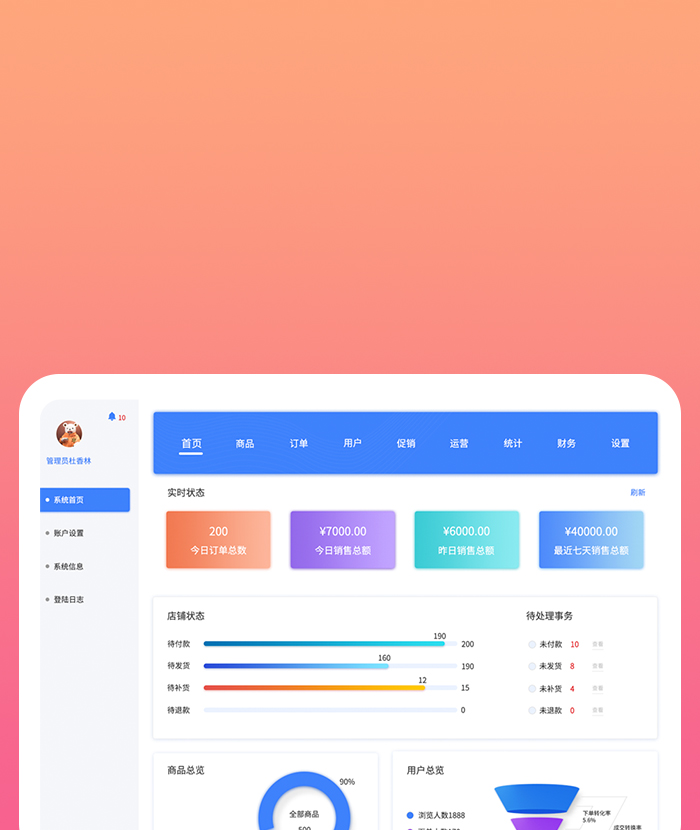 10
管理员杜香林
系统首页
账户设置
系统信息
登陆日志
首页 商品 订单 用户 促销 运营 统计 财务 设置
实时状态 刷新
200 ¥7000.00 ¥6000.00 ¥40000.00
今日订单总数 今日销售总额 昨日销售总额 最近七天销售总额
店铺状态 待处理事务
190
待付款 200 未付款 10 查看
160
待发货 190 未发货 8 查看
12
待补货 15 未补货 4 查看
待退款 0 未退款 0 查看
商品总览 用户总览
90%
全部商品
500
浏览人数1888
下单转化率
5.6%
成交转换率